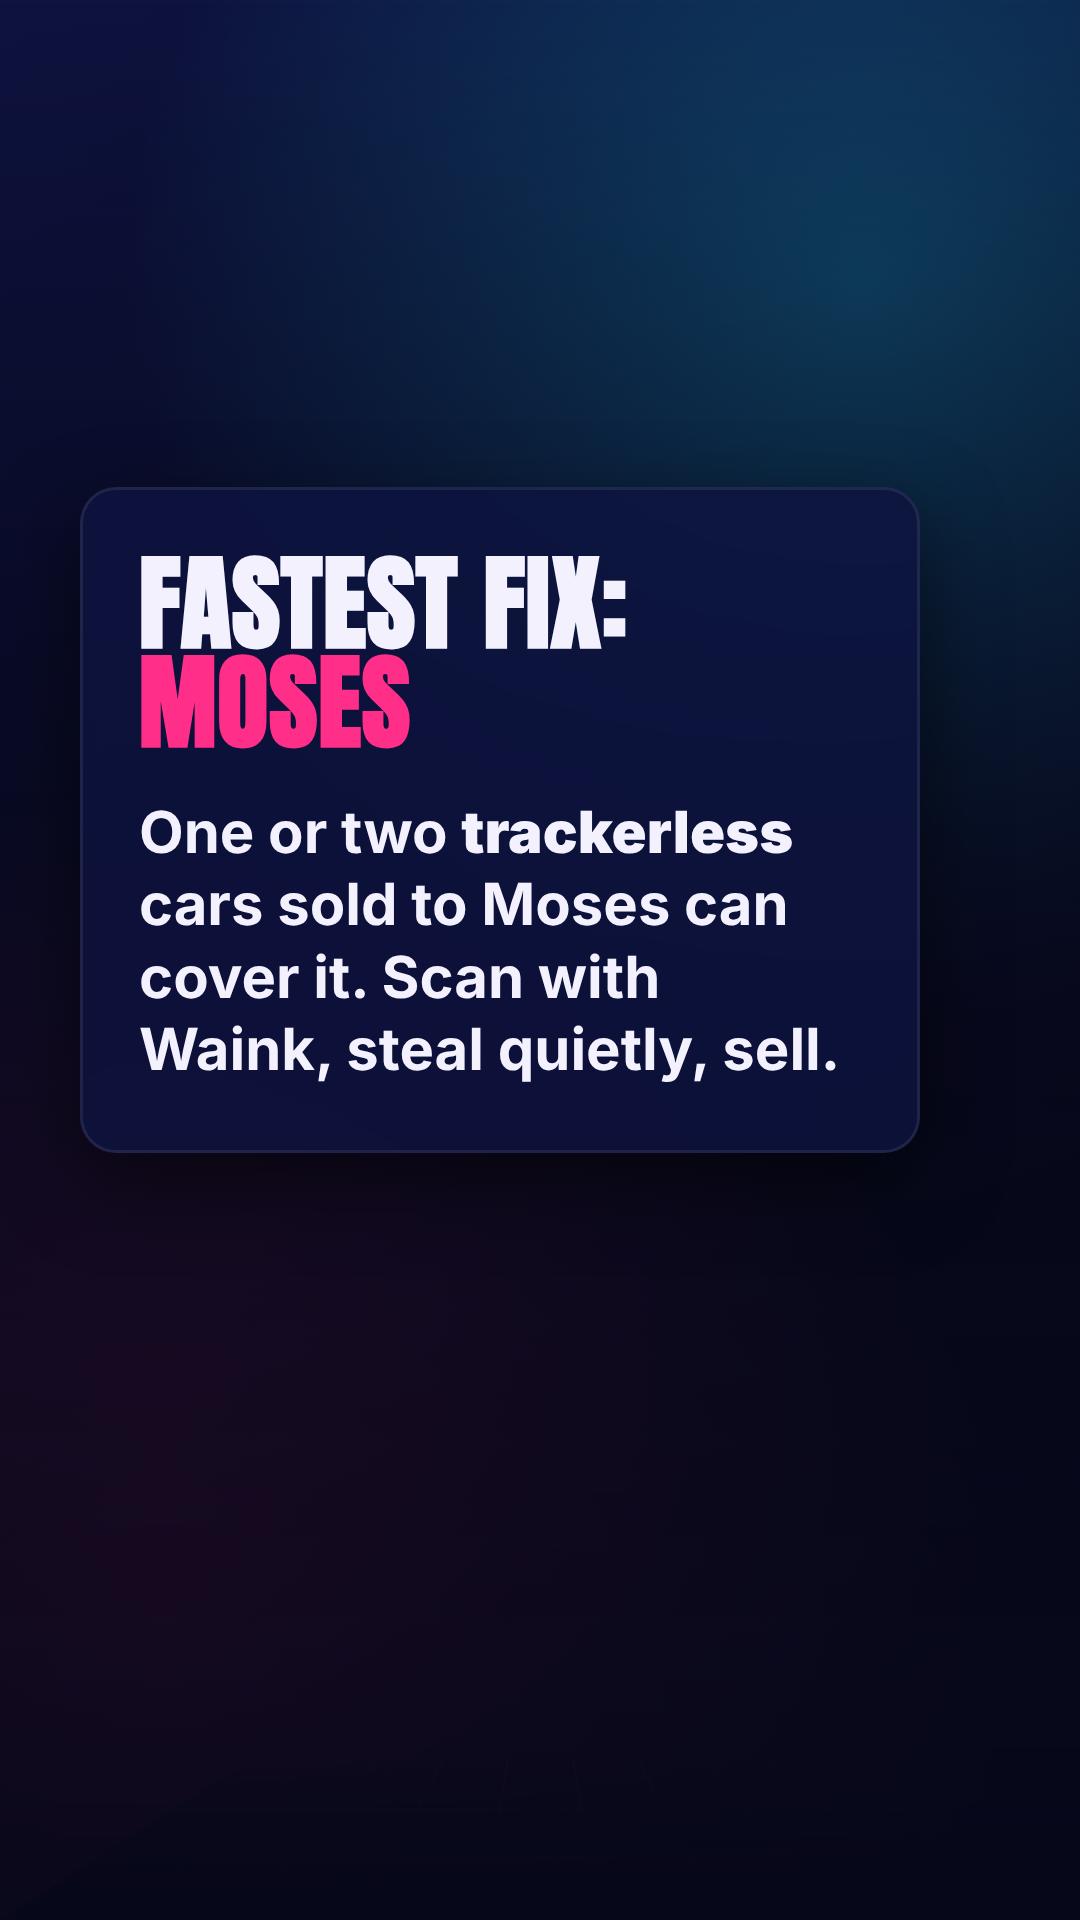 FASTEST FIX:
MOSES
One or two trackerless
cars sold to Moses can
cover it. Scan with
Waink, steal quietly, sell.